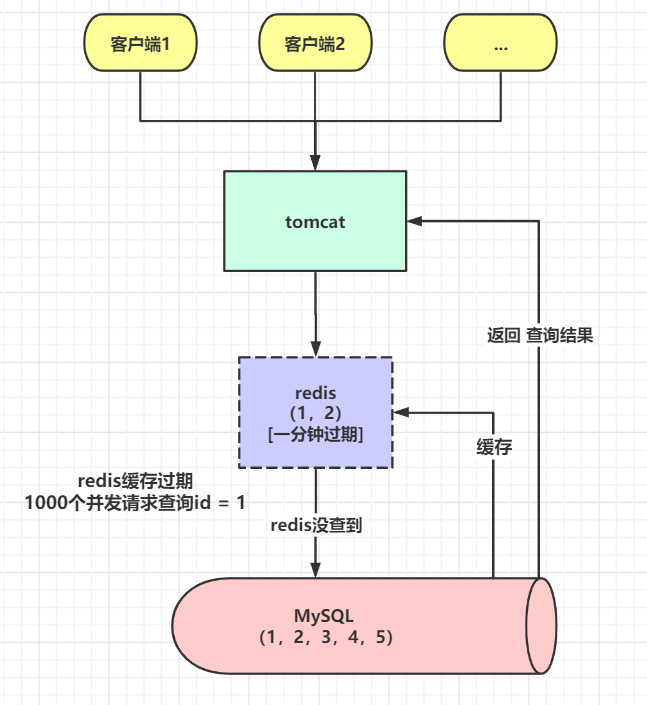 客户端1
客户端2
...
tomcat
返回 查询结果
redis
（1，2）
[一分钟过期]
缓存
redis缓存过期
1000个并发请求查询id = 1
redis没查到
MySQL
（1，2，3，4，5）